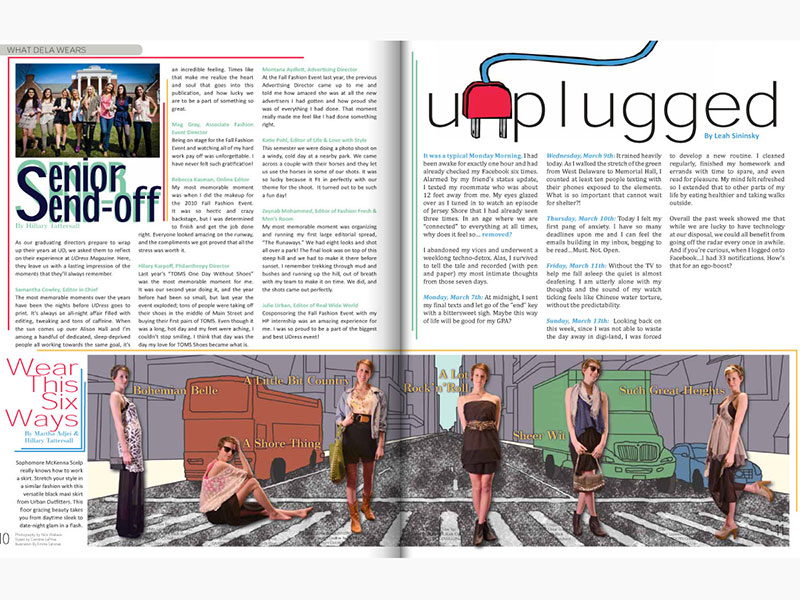 WHAT DELA WEARS
Senior
Send-off
By Hillary Tattersall
As our graduating directors prepare to wrap
up their years at UD, we asked them to reflect
on their experience at UDress Magazine. Here,
they leave us with a lasting impression of the
moments that they'll always remember.
Samantha Cowley, Editor in Chief
The most memorable moments over the years
have been the nights before UDress goes to
print. It's always an all-night affair filled with
editing, tweaking and tons of caffeine. When
the sun comes up over Alison Hall and I'm
among a handful of dedicated, sleep-deprived
people all working towards the same goal, it's
an incredible feeling. Times like
that make me realize the heart
and soul that goes into this
publication, and how lucky we
are to be a part of something so
great.
Meg Gray, Associate Fashion
Event Director
Being on stage for the Fall Fashion
Event and watching all of my hard
work pay off was unforgettable. I
have never felt such gratification!
Rebecca Kasman, Online Editor
My most memorable moment
was when I did the makeup for
the 2010 Fall Fashion Event.
It was so hectic and crazy
backstage, but I was determined
to finish and get the job done
right. Everyone looked amazing on the runway,
and the compliments we got proved that all the
stress was worth it.
Hilary Karpoff, Philanthropy Director
Last year's "TOMS One Day Without Shoes"
was the most memorable moment for me.
It was our second year doing it, and the year
before had been so small, but last year the
event exploded; tons of people were taking off
their shoes in the middle of Main Street and
buying their first pairs of TOMS. Even though it
was a long, hot day and my feet were aching, I
couldn't stop smiling. I think that was the
day my love for TOMS Shoes became what is.
Montana Aydlett, Advertising Director
At the Fall Fashion Event last year, the previous
Advertising Director came up to me and
told me how amazed she was at all the new
advertisers I had gotten and how proud she
was of everything I had done. That moment
really made me feel like I had done something
right.
Katie Pohl, Editor of Life & Love with Style
This semester we were doing a photo shoot on
a windy, cold day at a nearby park. We came
across a couple with their horses and they let
us use the horses in some of our shots. It was
so lucky because it fit in perfectly with our
theme for the shoot. It turned out to be such
a fun day!
Zeynab Mohammed, Editor of Fashion Fresh &
Men's Room
My most memorable moment was organizing
and running my first large editorial spread,
"The Runaways." We had eight looks and shot
all over a park! The final look was on top of this
steep hill and we had to make it there before
sunset. I remember trekking through mud and
bushes and running up the hill, out of breath
with my team to make it on time. We did, and
the shots came out perfectly.
Julie Urban, Editor of Real Wide World
Cosponsoring the Fall Fashion Event with my
HP internship was an amazing experience for
me. I was so proud to be a part of the biggest
and best UDress event!
unplugged
By Leah Sininsky
It was a typical Monday Morning. I had
been awake for exactly one hour and had
already checked my Facebook six times.
Alarmed by my friend's status update,
I texted my roommate who was about
12 feet away from me. My eyes glazed
over as I tuned in to watch an episode
of Jersey Shore that I had already seen
three times. In an age where we are
"connected" to everything at all times,
why does it feel so... removed?
I abandoned my vices and underwent a
weeklong techno-detox. Alas, I survived
to tell the tale and recorded (with pen
and paper) my most intimate thoughts
from those seven days.
Monday, March 7th: At midnight, I sent
my final texts and let go of the "end" key
with a bittersweet sigh. Maybe this way
of life will be good for my GPA?
Wednesday, March 9th: It rained heavily
today. As I walked the stretch of the green
from West Delaware to Memorial Hall, I
counted at least ten people texting away
with their phones exposed to the elements.
What is so important that cannot wait
for shelter?!
Thursday, March 10th: Today I felt my
first pang of anxiety. I have so many
deadlines upon me and I can feel the
emails building in my inbox, begging to
be read...Must. Not. Open.
Friday, March 11th: Without the TV to
help me fall asleep the quiet is almost
deafening. I am utterly alone with my
thoughts and the sound of my watch
ticking feels like Chinese water torture,
without the predictability.
Sunday, March 13th: Looking back on
this week, since I was not able to waste
the day away in digi-land, I was forced
to develop a new routine. I cleaned
regularly, finished my homework and
errands with time to spare, and even
read for pleasure. My mind felt refreshed
so I extended that to other parts of my
life by eating healthier and taking walks
outside.
Overall the past week showed me that
while we are lucky to have technology
at our disposal, we could all benefit from
going off the radar every once in awhile.
And if you're curious, when I logged onto
Facebook...I had 33 notifications. How's
that for an ego-boost?
Wear
This
Six
Ways
By Martha Adjei &
Hillary Tattersall
Sophomore McKenna Scelp
really knows how to work a
skirt. Stretch your style in
a similar fashion with this
versatile black maxi skirt
from Urban Outfitters. This
floor grazing beauty takes
you from daytime sleek to
date-night glam in a flash.
Bohemian Belle
A Shore Thing
A Little Bit Country
A Lot
Rock'n'Roll
Sheer Wit
Such Great Heights
10
Photography by Nick Wallace